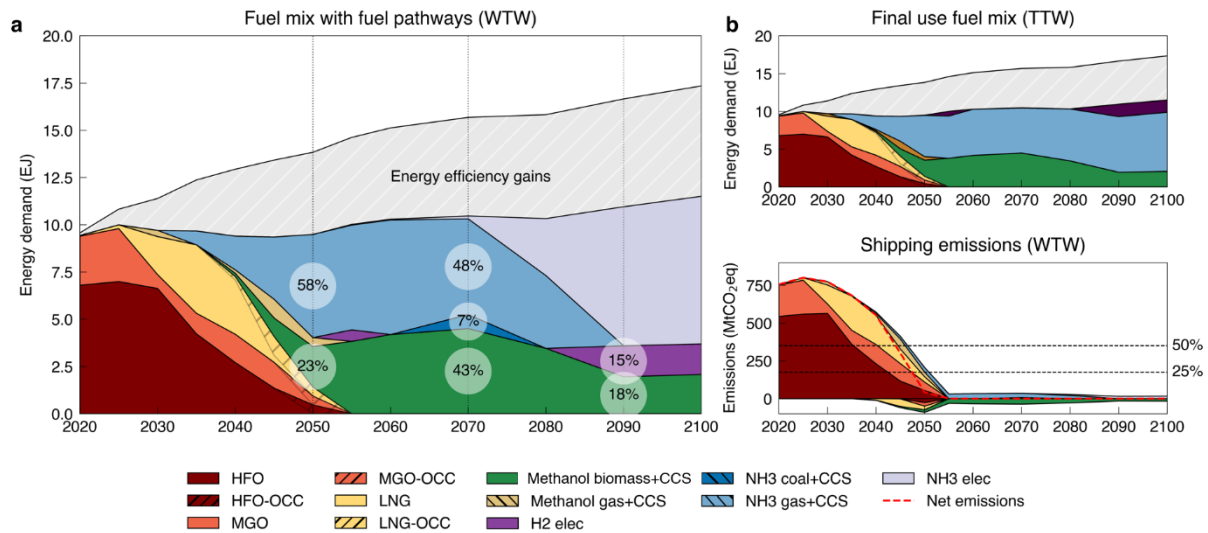 a
Fuel mix with fuel pathways (WTW)
Energy demand (EJ)
20.0
17.5
15.0
12.5
10.0
7.5
5.0
2.5
0.0
Energy efficiency gains
58%
23%
48%
7%
43%
15%
18%
2020 2030 2040 2050 2060 2070 2080 2090 2100
b
Final use fuel mix (TTW)
Energy demand (EJ)
20
15
10
5
0
2020 2030 2040 2050 2060 2070 2080 2090 2100
Shipping emissions (WTW)
Emissions (MtCO2eq)
750
500
250
0
50%
25%
2020 2030 2040 2050 2060 2070 2080 2090 2100
HFO
HFO-OCC
MGO
MGO-OCC
LNG
LNG-OCC
Methanol biomass+CCS
Methanol gas+CCS
H2 elec
NH3 coal+CCS
NH3 gas+CCS
NH3 elec
Net emissions